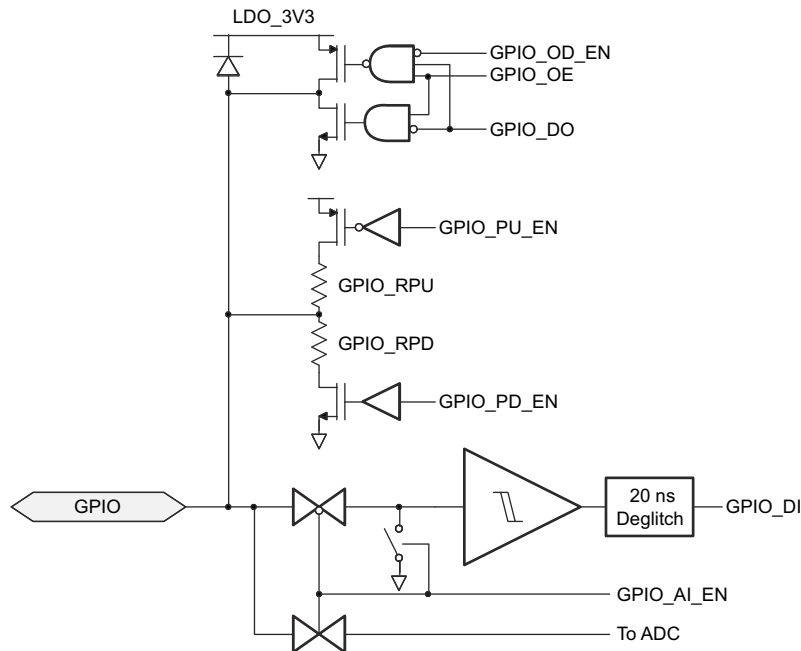 LDO_3V3
GPIO_OD_EN
GPIO_OE
GPIO_DO
GPIO_PU_EN
GPIO_RPU
GPIO_RPD
GPIO_PD_EN
GPIO
20 ns
Deglitch
GPIO_DI
GPIO_AI_EN
To ADC